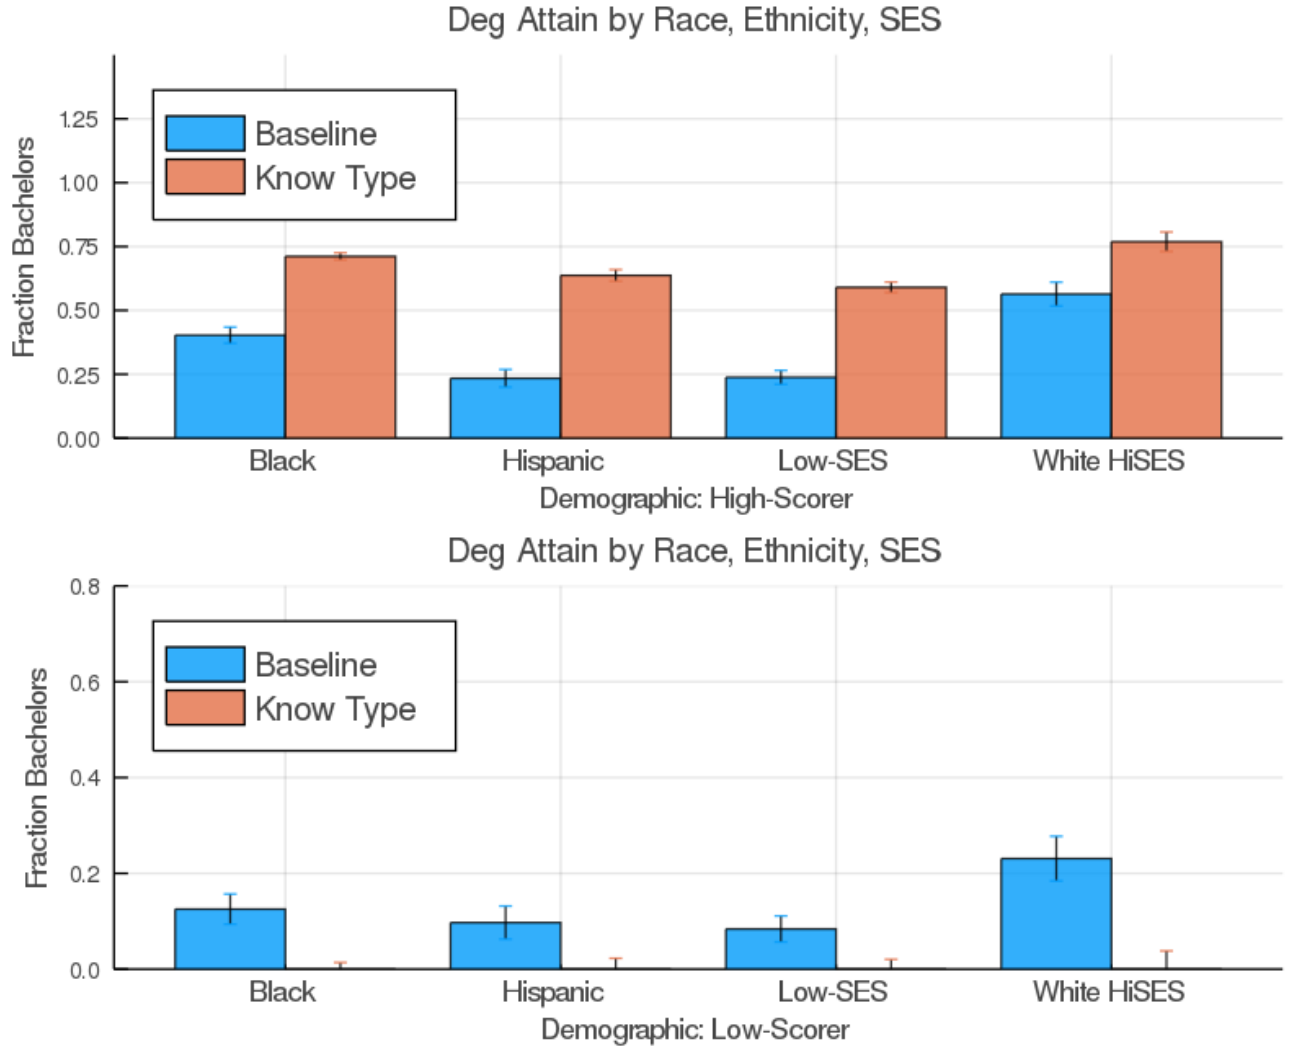 Deg Attain by Race, Ethnicity, SES
Fraction Bachelors
1.25
1.00
0.75
0.50
0.25
0.00
Baseline
Know Type
Black Hispanic Low-SES White HiSES
Demographic: High-Scorer
Deg Attain by Race, Ethnicity, SES
Fraction Bachelors
0.8
0.6
0.4
0.2
0.0
Baseline
Know Type
Black Hispanic Low-SES White HiSES
Demographic: Low-Scorer